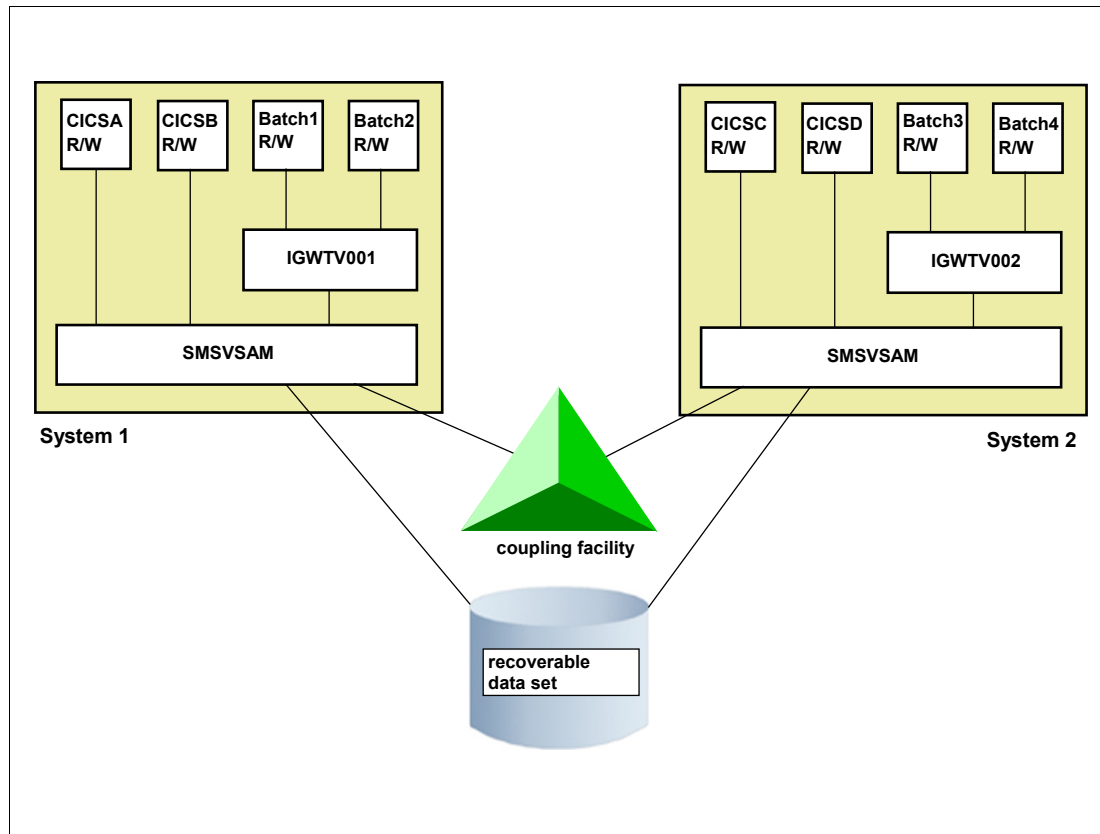 CICSA
R/W
CICSB
R/W
Batch1
R/W
Batch2
R/W
IGWTV001
SMSVSAM
System 1
CICSC
R/W
CICSD
R/W
Batch3
R/W
Batch4
R/W
IGWTV002
SMSVSAM
System 2
coupling facility
recoverable
data set